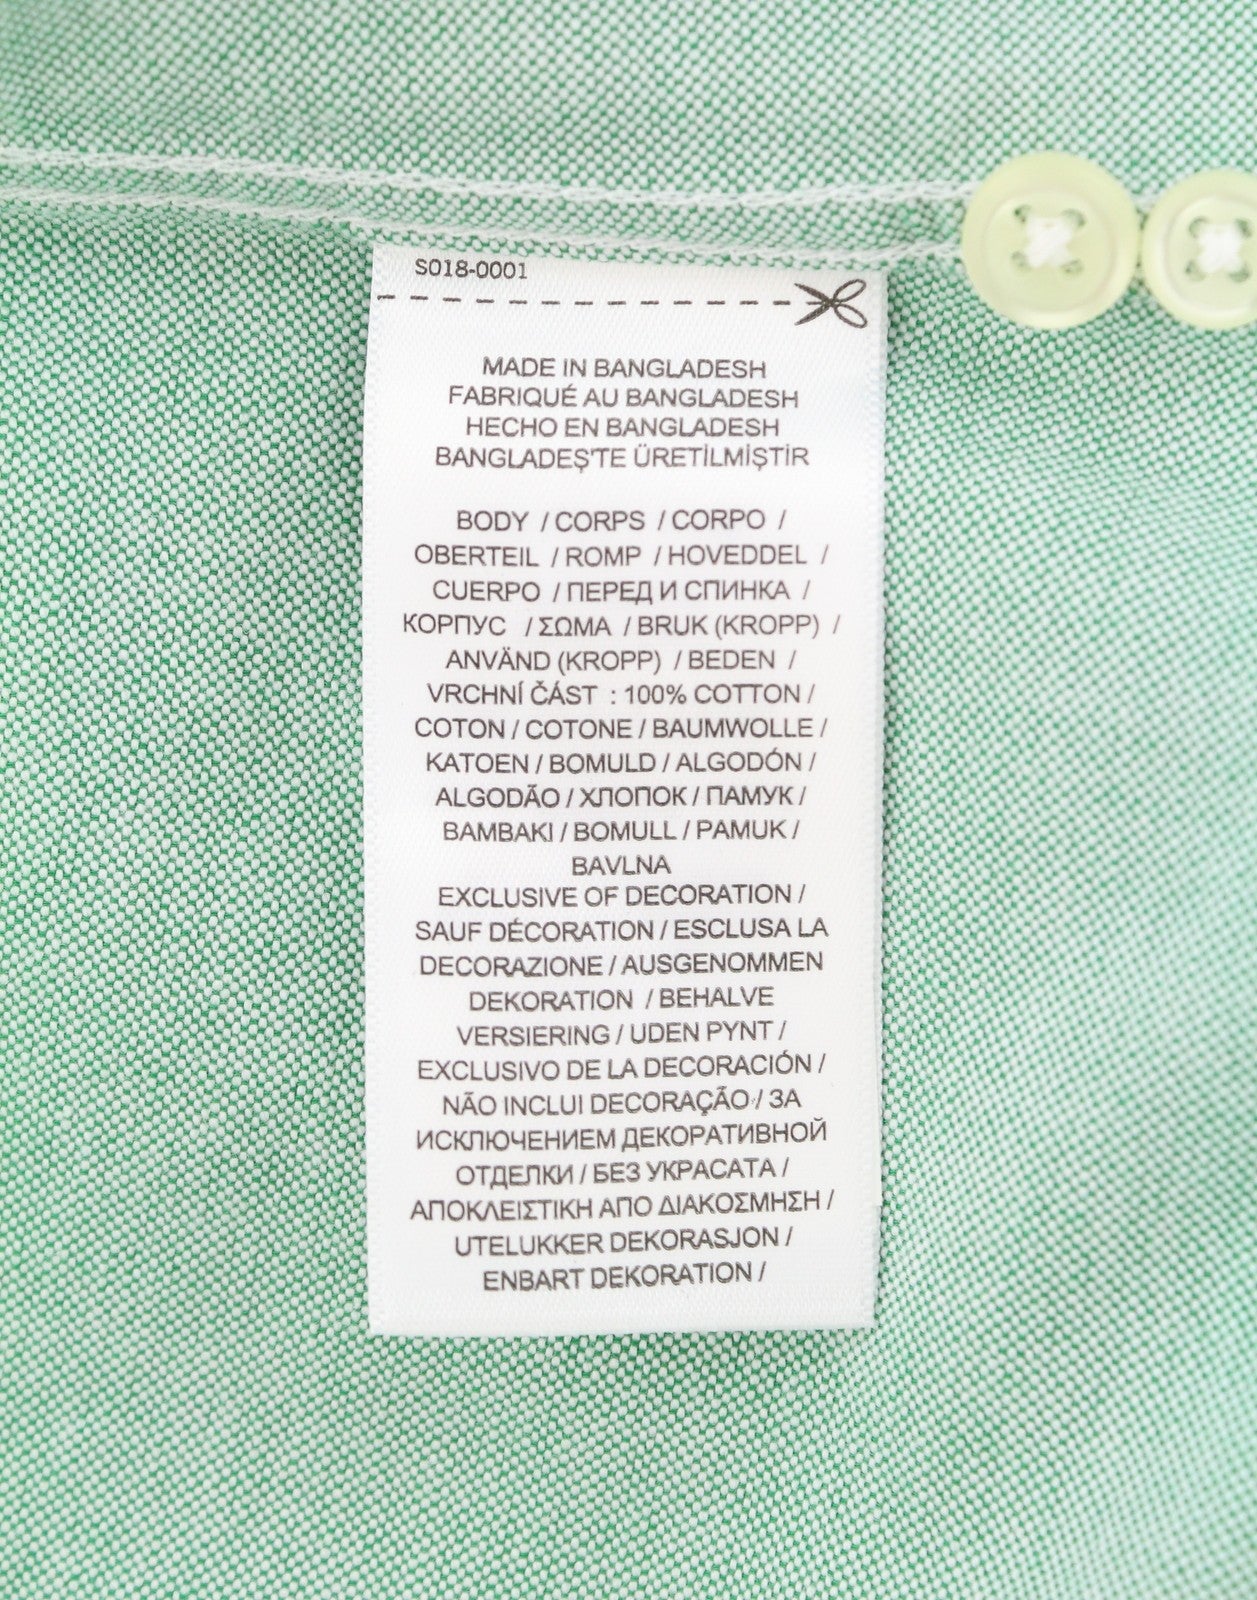 S018-0001
MADE IN BANGLADESH
FABRIQUÉ AU BANGLADESH
HECHO EN BANGLADESH
BANGLADEŞ'TE ÜRETİLMİŞTİR
BODY / CORPS / CORPO /
OBERTEIL / ROMP / HOVEDDEL /
CUERPO / ПЕРЕД И СПИНКА /
КОРПУС / ΣΩΜΑ / BRUK (KROPP) /
ANVÄND (KROPP) / BEDEN /
VRCHNÍ ČÁST : 100% COTTON /
COTON / COTONE / BAUMWOLLE /
KATOEN / BOMULD / ALGODÓN /
ALGODÃO / ХЛОПОК / ПАМУК /
ΒΑΜΒΑΚΙ / BOMULL / PAMUK /
BAVLNA
EXCLUSIVE OF DECORATION /
SAUF DÉCORATION / ESCLUSA LA
DECORAZIONE / AUSGENOMMEN
DEKORATION / BEHALVE
VERSIERING / UDEN PYNT /
EXCLUSIVO DE LA DECORACIÓN /
NÃO INCLUI DECORAÇÃO / ЗА
ИСКЛЮЧЕНИЕМ ДЕКОРАТИВНОЙ
ОТДЕЛКИ / БЕЗ УКРАСАТА /
ΑΠΟΚΛΕΙΣΤΙΚΗ ΑΠΟ ΔΙΑΚΟΣΜΗΣΗ /
UTELUKKER DEKORASJON /
ENBART DEKORATION /